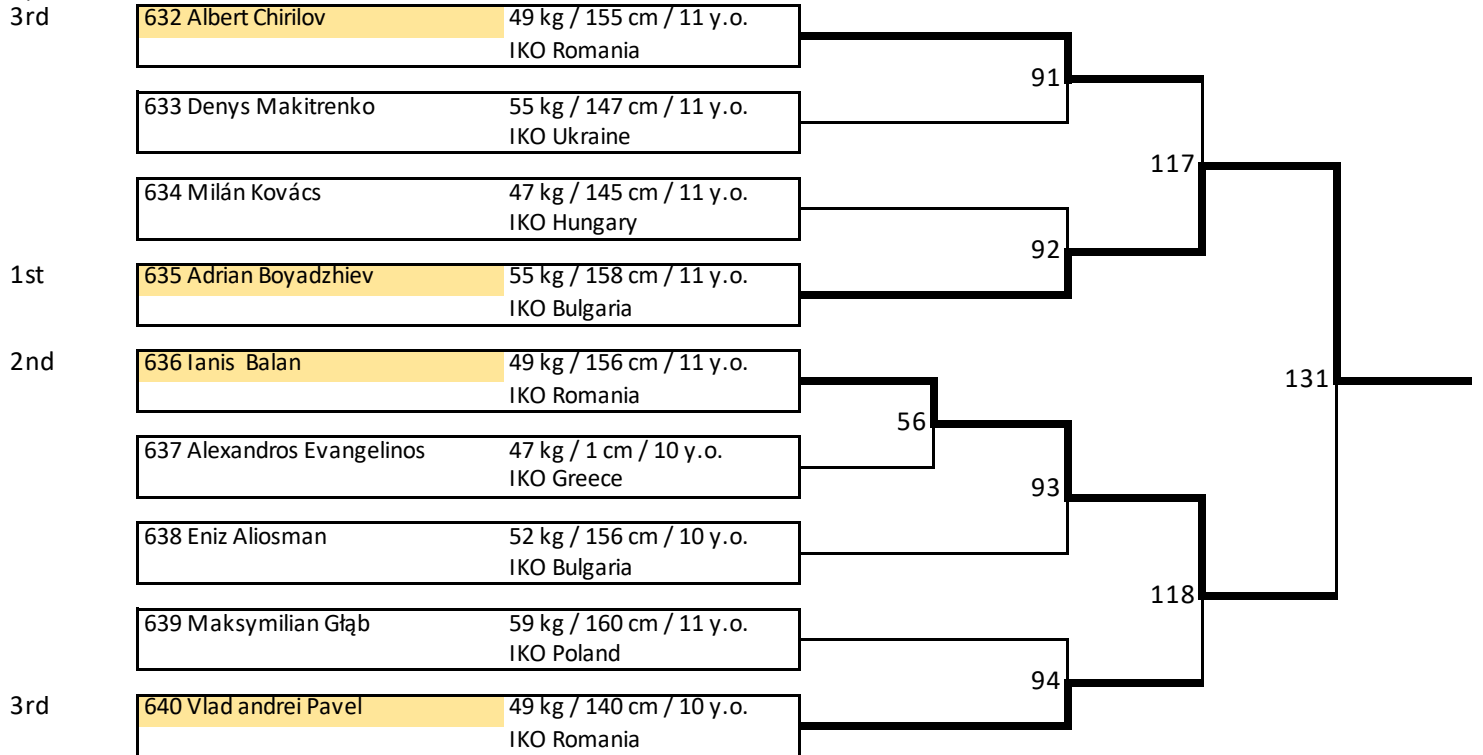 3rd 632 Albert Chirilov 49 kg / 155 cm / 11 y.o.
IKO Romania
91
633 Denys Makitrenko 55 kg / 147 cm / 11 y.o.
IKO Ukraine
117
634 Milán Kovács 47 kg / 145 cm / 11 y.o.
IKO Hungary
92
1st 635 Adrian Boyadzhiev 55 kg / 158 cm / 11 y.o.
IKO Bulgaria
2nd 636 Ianis Balan 49 kg / 156 cm / 11 y.o.
131
IKO Romania
56
637 Alexandros Evangelinos 47 kg / 1 cm / 10 y.o.
IKO Greece
93
638 Eniz Aliosman 52 kg / 156 cm / 10 y.o.
IKO Bulgaria
118
639 Maksymilian Głąb 59 kg / 160 cm / 11 y.o.
IKO Poland
94
3rd 640 Vlad andrei Pavel 49 kg / 140 cm / 10 y.o.
IKO Romania